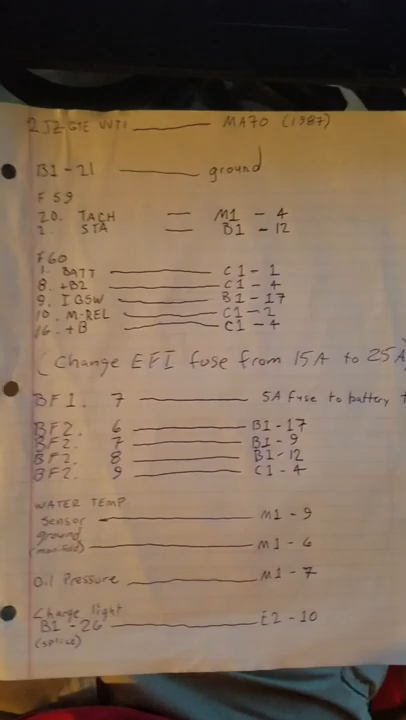 2JZ-GTE VVTI ——— MA70 (1987)
B1-21 ——— ground
F59
20. TACH — M1-4
2. STA — B1-12
F60
1. BATT ——— C1-1
8. +B2 ——— C1-4
9. IGSW ——— B1-17
10. M-REL ——— C1-2
16. +B ——— C1-4
(Change EFI fuse from 15A to 25A
BF1. 7 ——— 5A fuse to battery +
BF2. 6 ——— B1-17
BF2. 7 ——— B1-9
BF2. 8 ——— B1-12
BF2. 9 ——— C1-4
WATER TEMP
Sensor ——— M1-9
ground
(manifold) ——— M1-6
Oil Pressure ——— M1-7
Charge light
B1-26 ——— E2-10
(splice)